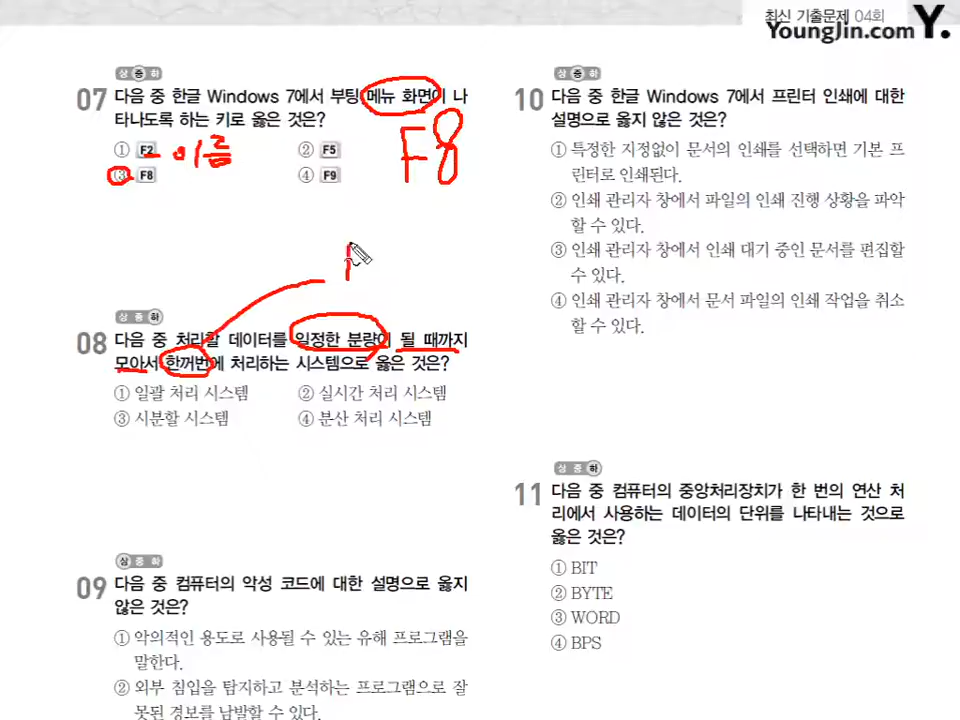 최신 기출문제 04회
YoungJin.com Y.
상 중 하
07 다음 중 한글 Windows 7에서 부팅 메뉴 화면이 나
타나도록 하는 키로 옳은 것은?
① F2 이름 ② F5
③ F8 ④ F9
F8
상 중 하
08 다음 중 처리할 데이터를 일정한 분량이 될 때까지
모아서 한꺼번에 처리하는 시스템으로 옳은 것은?
① 일괄 처리 시스템 ② 실시간 처리 시스템
③ 시분할 시스템 ④ 분산 처리 시스템
상 중 하
09 다음 중 컴퓨터의 악성 코드에 대한 설명으로 옳지
않은 것은?
① 악의적인 용도로 사용될 수 있는 유해 프로그램을
말한다.
② 외부 침입을 탐지하고 분석하는 프로그램으로 잘
못된 경보를 남발할 수 있다.
상 중 하
10 다음 중 한글 Windows 7에서 프린터 인쇄에 대한
설명으로 옳지 않은 것은?
① 특정한 지정없이 문서의 인쇄를 선택하면 기본 프
린터로 인쇄된다.
② 인쇄 관리자 창에서 파일의 인쇄 진행 상황을 파악
할 수 있다.
③ 인쇄 관리자 창에서 인쇄 대기 중인 문서를 편집할
수 있다.
④ 인쇄 관리자 창에서 문서 파일의 인쇄 작업을 취소
할 수 있다.
상 중 하
11 다음 중 컴퓨터의 중앙처리장치가 한 번의 연산 처
리에서 사용하는 데이터의 단위를 나타내는 것으로
옳은 것은?
① BIT
② BYTE
③ WORD
④ BPS